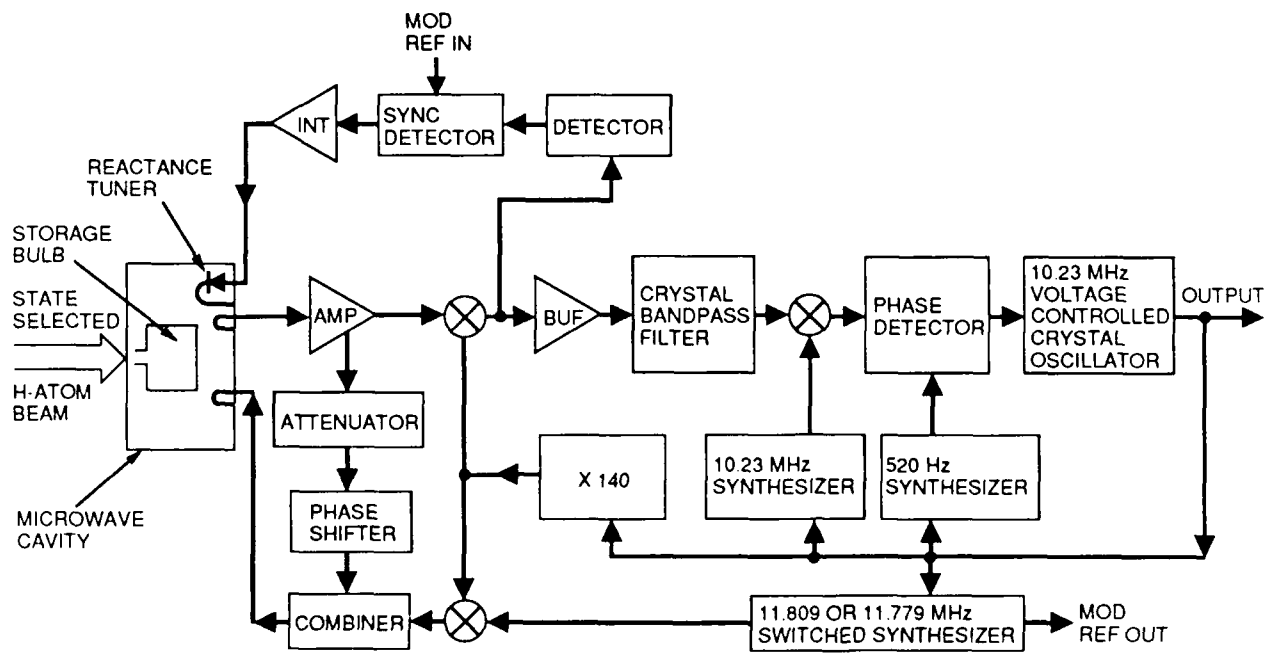 MOD
REF IN
INT
SYNC
DETECTOR
DETECTOR
REACTANCE
TUNER
STORAGE
BULB
STATE
SELECTED
H-ATOM
BEAM
MICROWAVE
CAVITY
AMP
BUF
CRYSTAL
BANDPASS
FILTER
PHASE
DETECTOR
10.23 MHz
VOLTAGE
CONTROLLED
CRYSTAL
OSCILLATOR
OUTPUT
ATTENUATOR
PHASE
SHIFTER
COMBINER
X 140
10.23 MHz
SYNTHESIZER
520 Hz
SYNTHESIZER
11.809 OR 11.779 MHz
SWITCHED SYNTHESIZER
MOD
REF OUT